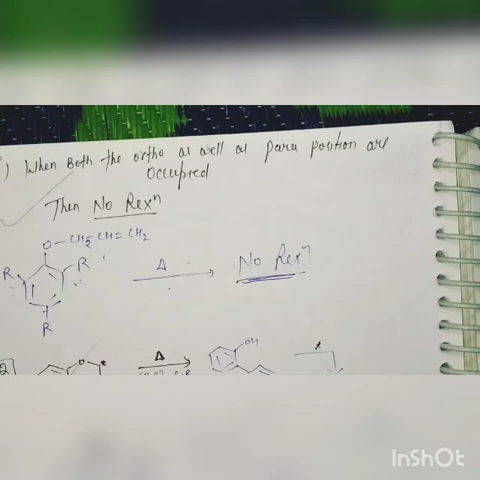 ) When Both the ortho as well as para position are
Occupied
Then No Rexⁿ
O-CH₂-CH=CH₂
R
R
R
Δ
No Rexⁿ
Δ
OH
InShOt